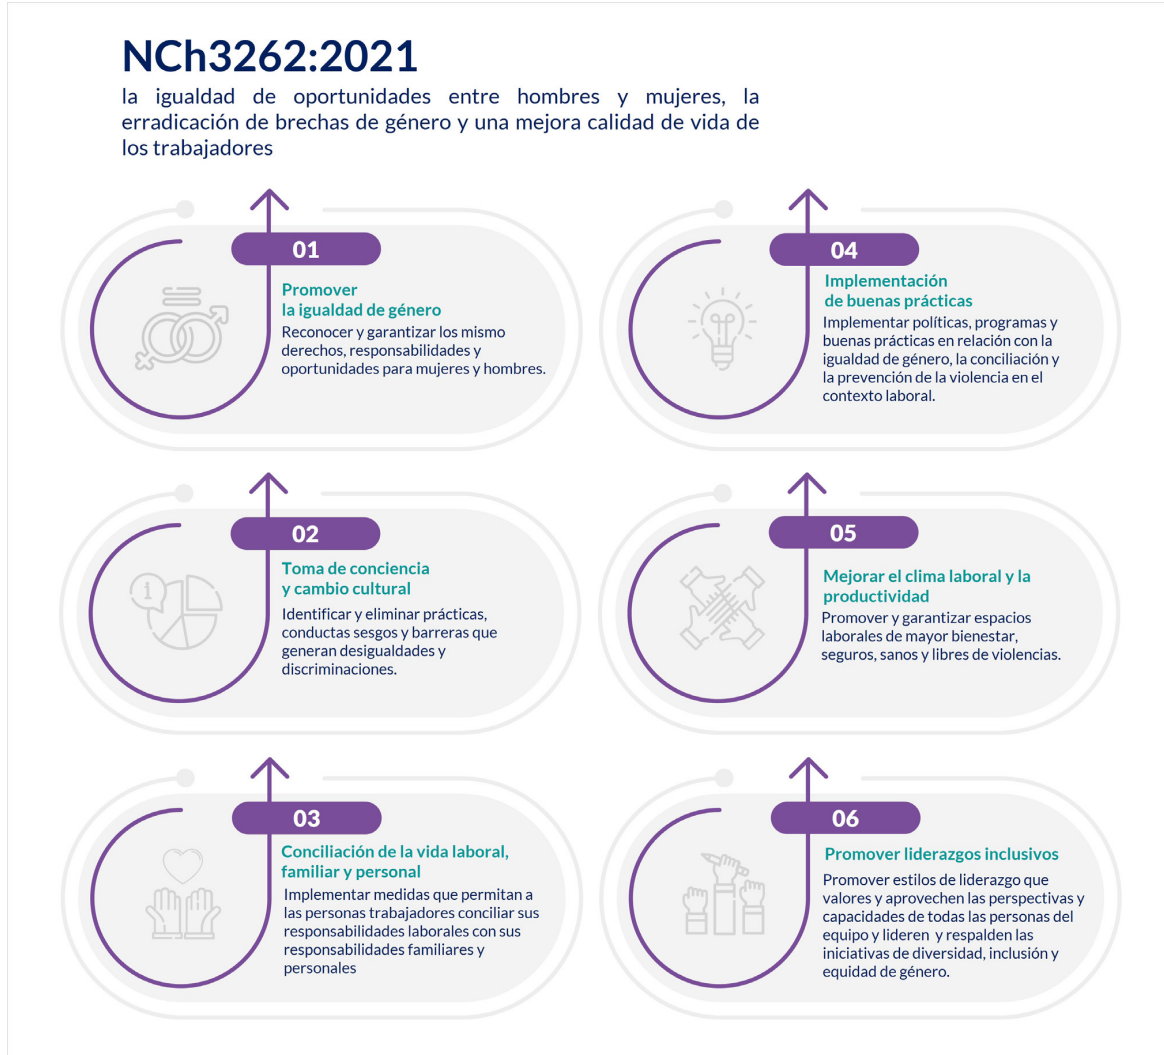 NCh3262:2021
la igualdad de oportunidades entre hombres y mujeres, la
erradicación de brechas de género y una mejora calidad de vida de
los trabajadores
01
Promover
la igualdad de género
Reconocer y garantizar los mismo
derechos, responsabilidades y
oportunidades para mujeres y hombres.
02
Toma de conciencia
y cambio cultural
Identificar y eliminar prácticas,
conductas sesgos y barreras que
generan desigualdades y
discriminaciones.
03
Conciliación de la vida laboral,
familiar y personal
Implementar medidas que permitan a
las personas trabajadores conciliar sus
responsabilidades laborales con sus
responsabilidades familiares y
personales
04
Implementación
de buenas prácticas
Implementar políticas, programas y
buenas prácticas en relación con la
igualdad de género, la conciliación y
la prevención de la violencia en el
contexto laboral.
05
Mejorar el clima laboral y la
productividad
Promover y garantizar espacios
laborales de mayor bienestar,
seguros, sanos y libres de violencias.
06
Promover liderazgos inclusivos
Promover estilos de liderazgo que
valores y aprovechen las perspectivas y
capacidades de todas las personas del
equipo y lideren y respalden las
iniciativas de diversidad, inclusión y
equidad de género.